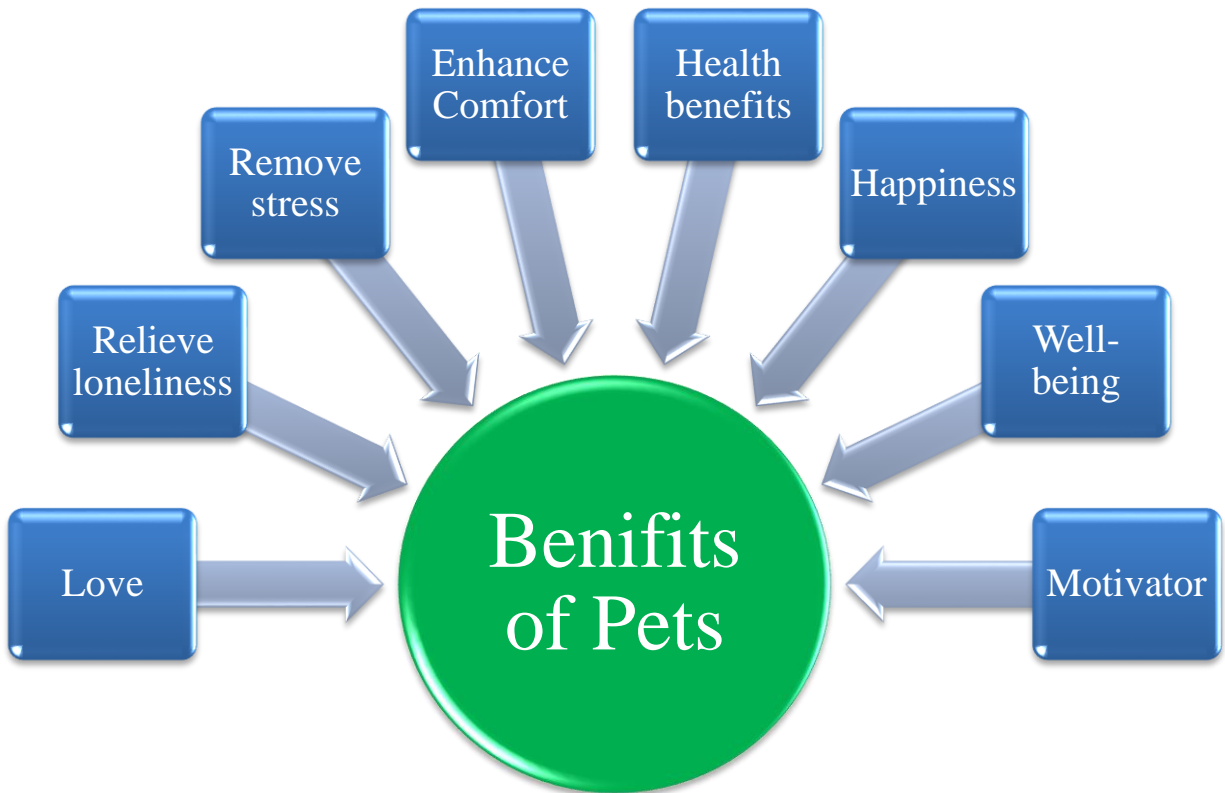 Enhance
Comfort
Health
benefits
Remove
stress
Happiness
Relieve
loneliness
Well-
being
Love
Benifits
of Pets
Motivator